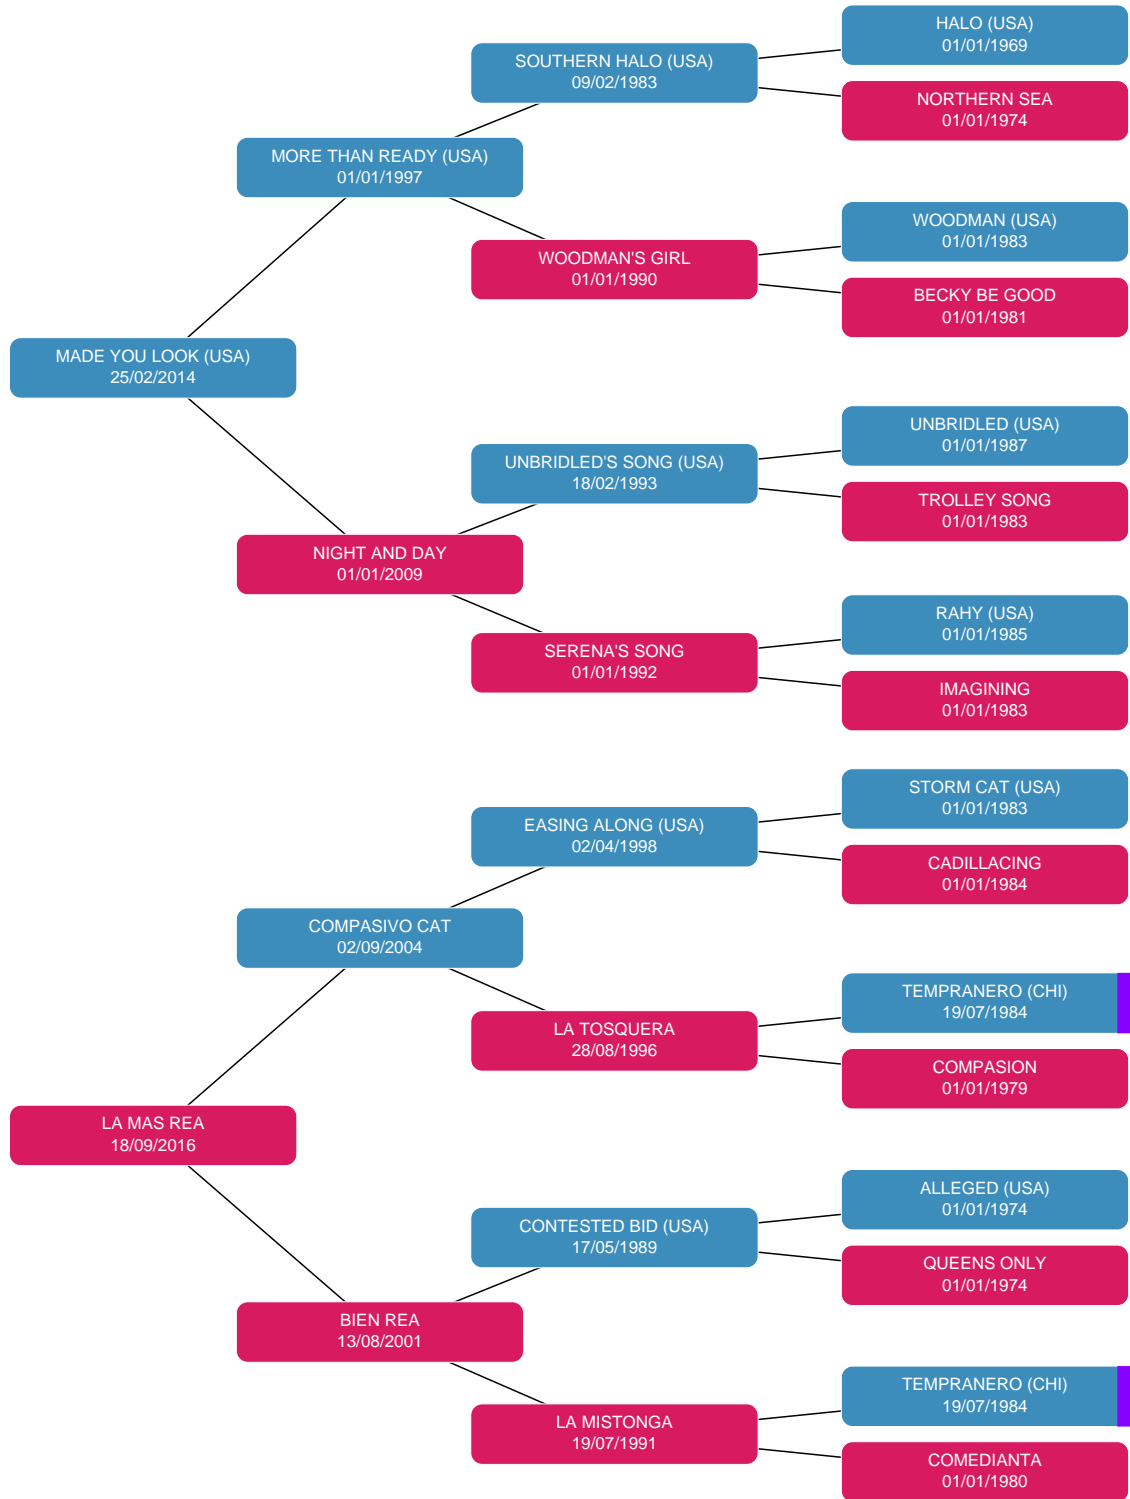 HALO (USA)
01/01/1969
SOUTHERN HALO (USA)
09/02/1983
NORTHERN SEA
01/01/1974
MORE THAN READY (USA)
01/01/1997
WOODMAN (USA)
01/01/1983
WOODMAN'S GIRL
01/01/1990
BECKY BE GOOD
01/01/1981
MADE YOU LOOK (USA)
25/02/2014
UNBRIDLED (USA)
01/01/1987
UNBRIDLED'S SONG (USA)
18/02/1993
TROLLEY SONG
01/01/1983
NIGHT AND DAY
01/01/2009
RAHY (USA)
01/01/1985
SERENA'S SONG
01/01/1992
IMAGINING
01/01/1983
STORM CAT (USA)
01/01/1983
EASING ALONG (USA)
02/04/1998
CADILLACING
01/01/1984
COMPASIVO CAT
02/09/2004
TEMPRANERO (CHI)
19/07/1984
LA TOSQUERA
28/08/1996
COMPASION
01/01/1979
LA MAS REA
18/09/2016
ALLEGED (USA)
01/01/1974
CONTESTED BID (USA)
17/05/1989
QUEENS ONLY
01/01/1974
BIEN REA
13/08/2001
TEMPRANERO (CHI)
19/07/1984
LA MISTONGA
19/07/1991
COMEDIANTA
01/01/1980